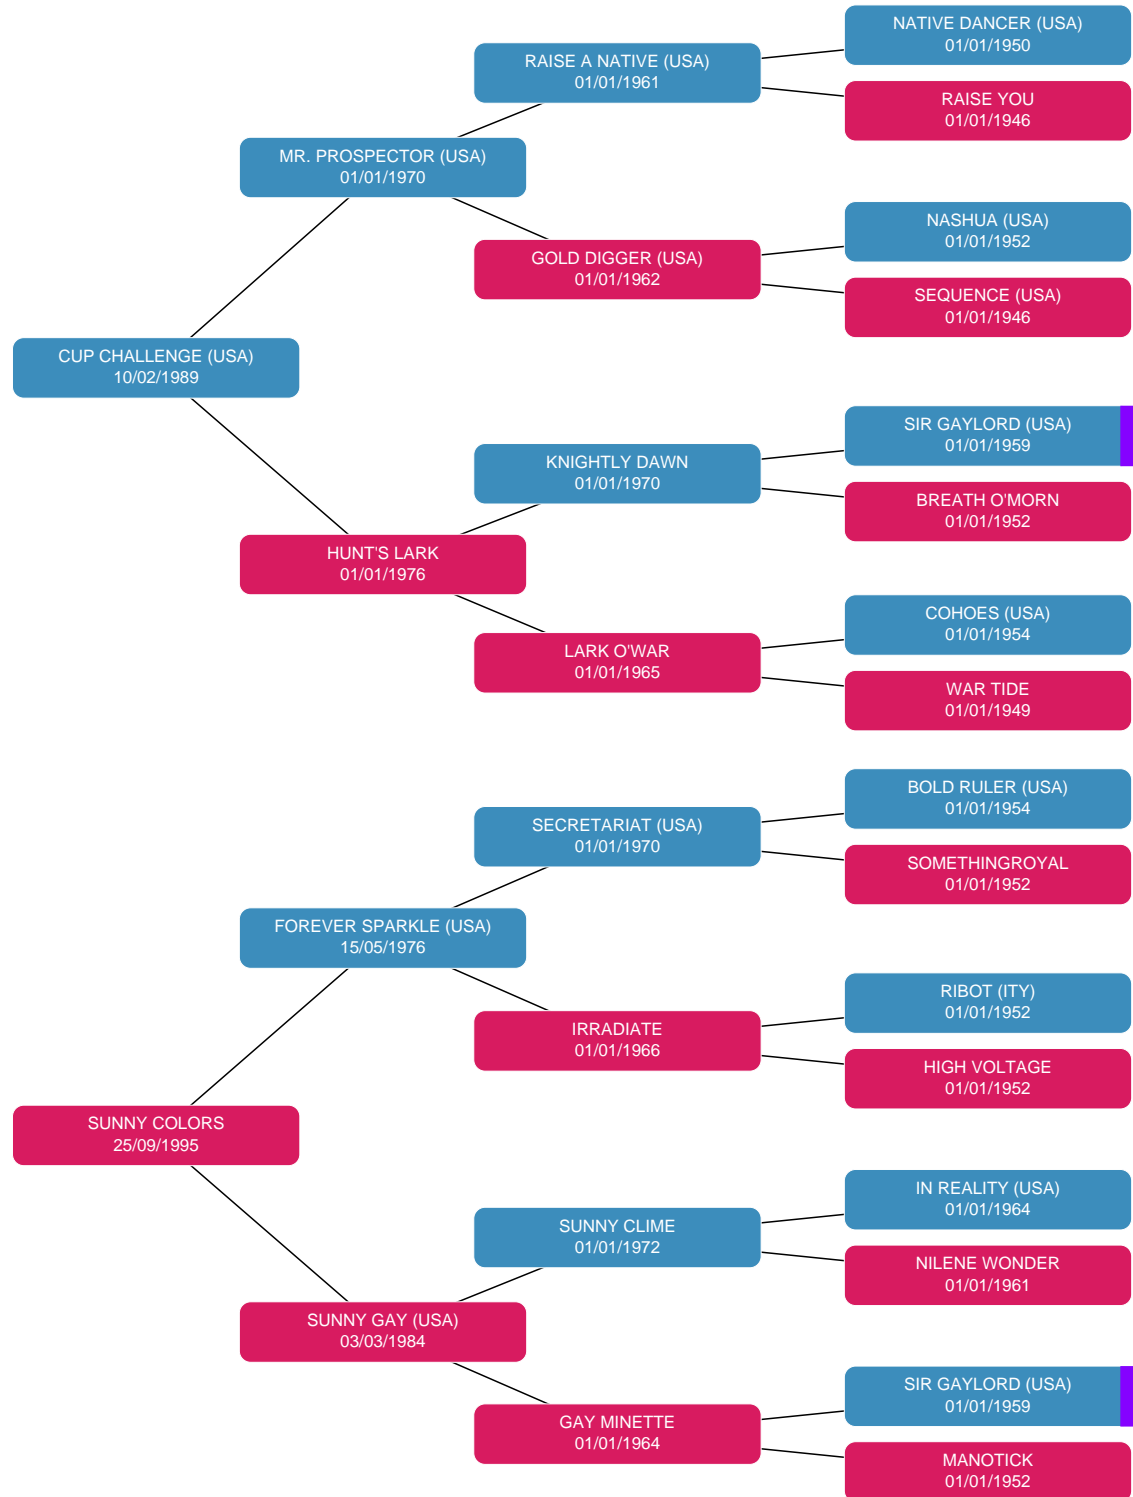 NATIVE DANCER (USA)
01/01/1950
RAISE A NATIVE (USA)
01/01/1961
RAISE YOU
01/01/1946
MR. PROSPECTOR (USA)
01/01/1970
NASHUA (USA)
01/01/1952
GOLD DIGGER (USA)
01/01/1962
SEQUENCE (USA)
01/01/1946
CUP CHALLENGE (USA)
10/02/1989
SIR GAYLORD (USA)
01/01/1959
KNIGHTLY DAWN
01/01/1970
BREATH O'MORN
01/01/1952
HUNT'S LARK
01/01/1976
COHOES (USA)
01/01/1954
LARK O'WAR
01/01/1965
WAR TIDE
01/01/1949
BOLD RULER (USA)
01/01/1954
SECRETARIAT (USA)
01/01/1970
SOMETHINGROYAL
01/01/1952
FOREVER SPARKLE (USA)
15/05/1976
RIBOT (ITY)
01/01/1952
IRRADIATE
01/01/1966
HIGH VOLTAGE
01/01/1952
SUNNY COLORS
25/09/1995
IN REALITY (USA)
01/01/1964
SUNNY CLIME
01/01/1972
NILENE WONDER
01/01/1961
SUNNY GAY (USA)
03/03/1984
SIR GAYLORD (USA)
01/01/1959
GAY MINETTE
01/01/1964
MANOTICK
01/01/1952